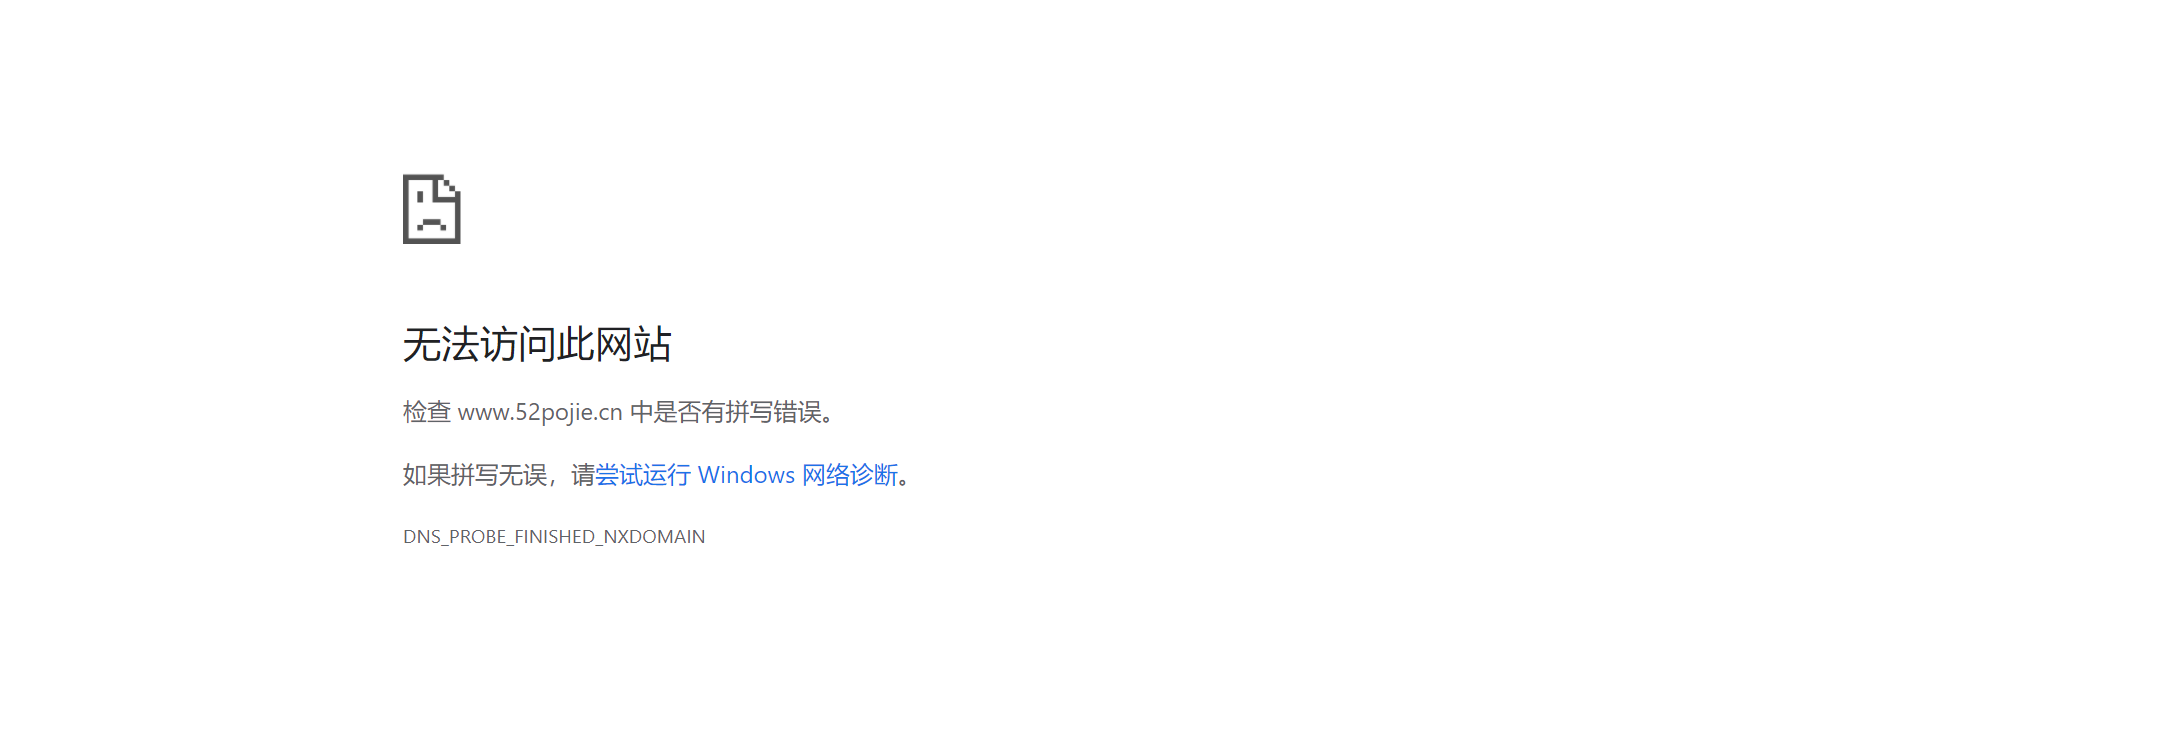 无法访问此网站
检查 www.52pojie.cn 中是否有拼写错误。
如果拼写无误，请尝试运行 Windows 网络诊断。
DNS_PROBE_FINISHED_NXDOMAIN